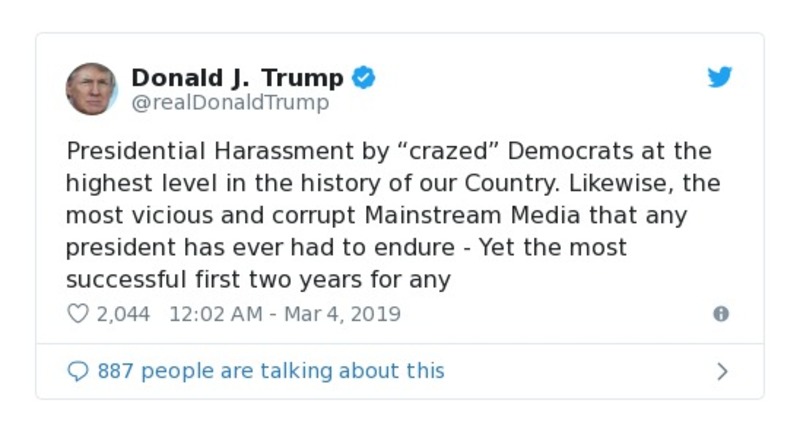 Donald J. Trump
@realDonaldTrump
Presidential Harassment by “crazed” Democrats at the
highest level in the history of our Country. Likewise, the
most vicious and corrupt Mainstream Media that any
president has ever had to endure - Yet the most
successful first two years for any
2,044 12:02 AM - Mar 4, 2019
887 people are talking about this